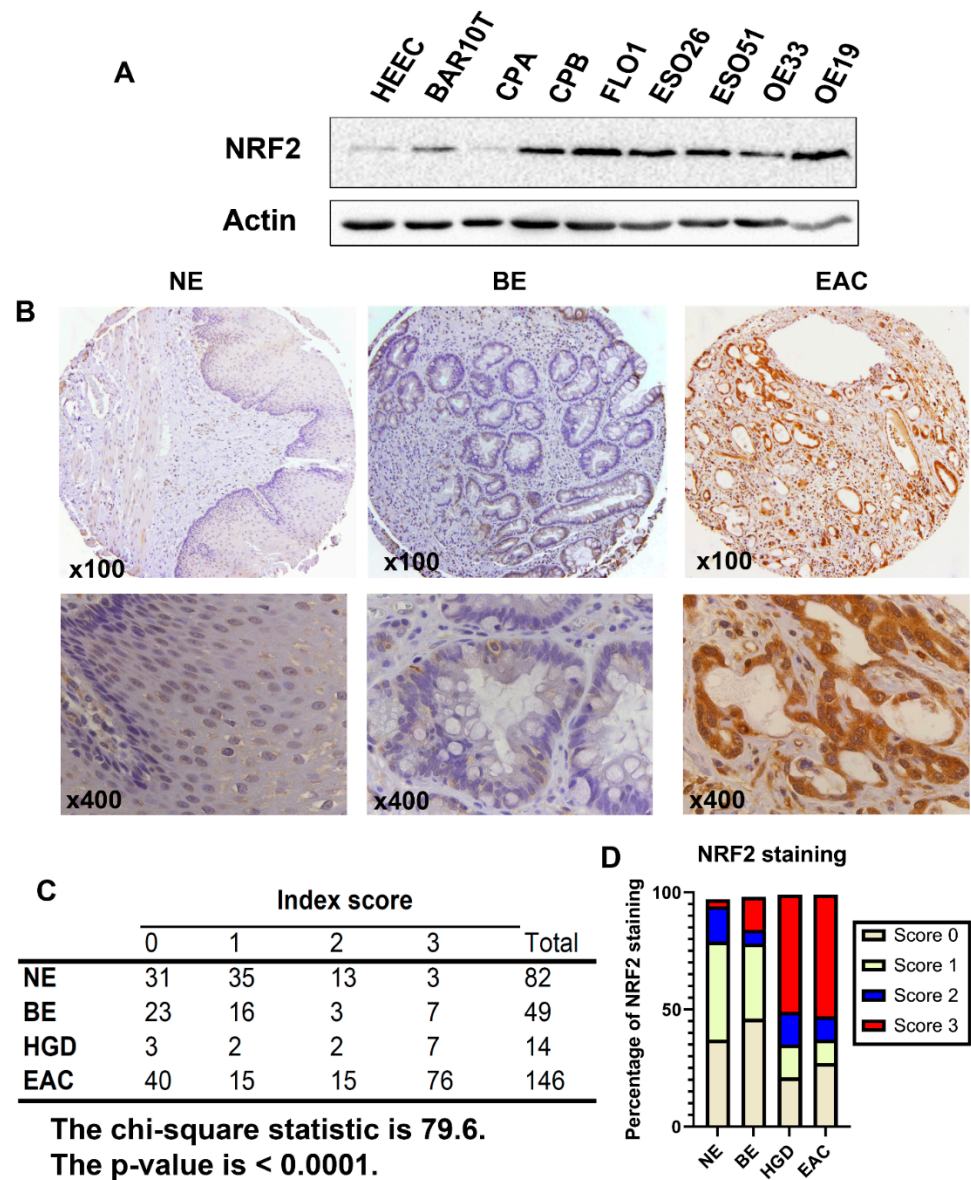 A
HEEC BAR10T CPA CPB FLO1 ESO26 ESO51 OE33 OE19
NRF2
Actin
B
NE BE EAC
x100 x100 x100
x400 x400 x400
C
Index score
0 1 2 3 Total
NE 31 35 13 3 82
BE 23 16 3 7 49
HGD 3 2 2 7 14
EAC 40 15 15 76 146
The chi-square statistic is 79.6.
The p-value is < 0.0001.
D
NRF2 staining
Percentage of NRF2 staining
100
50
0
NE BE HGD EAC
Score 0
Score 1
Score 2
Score 3